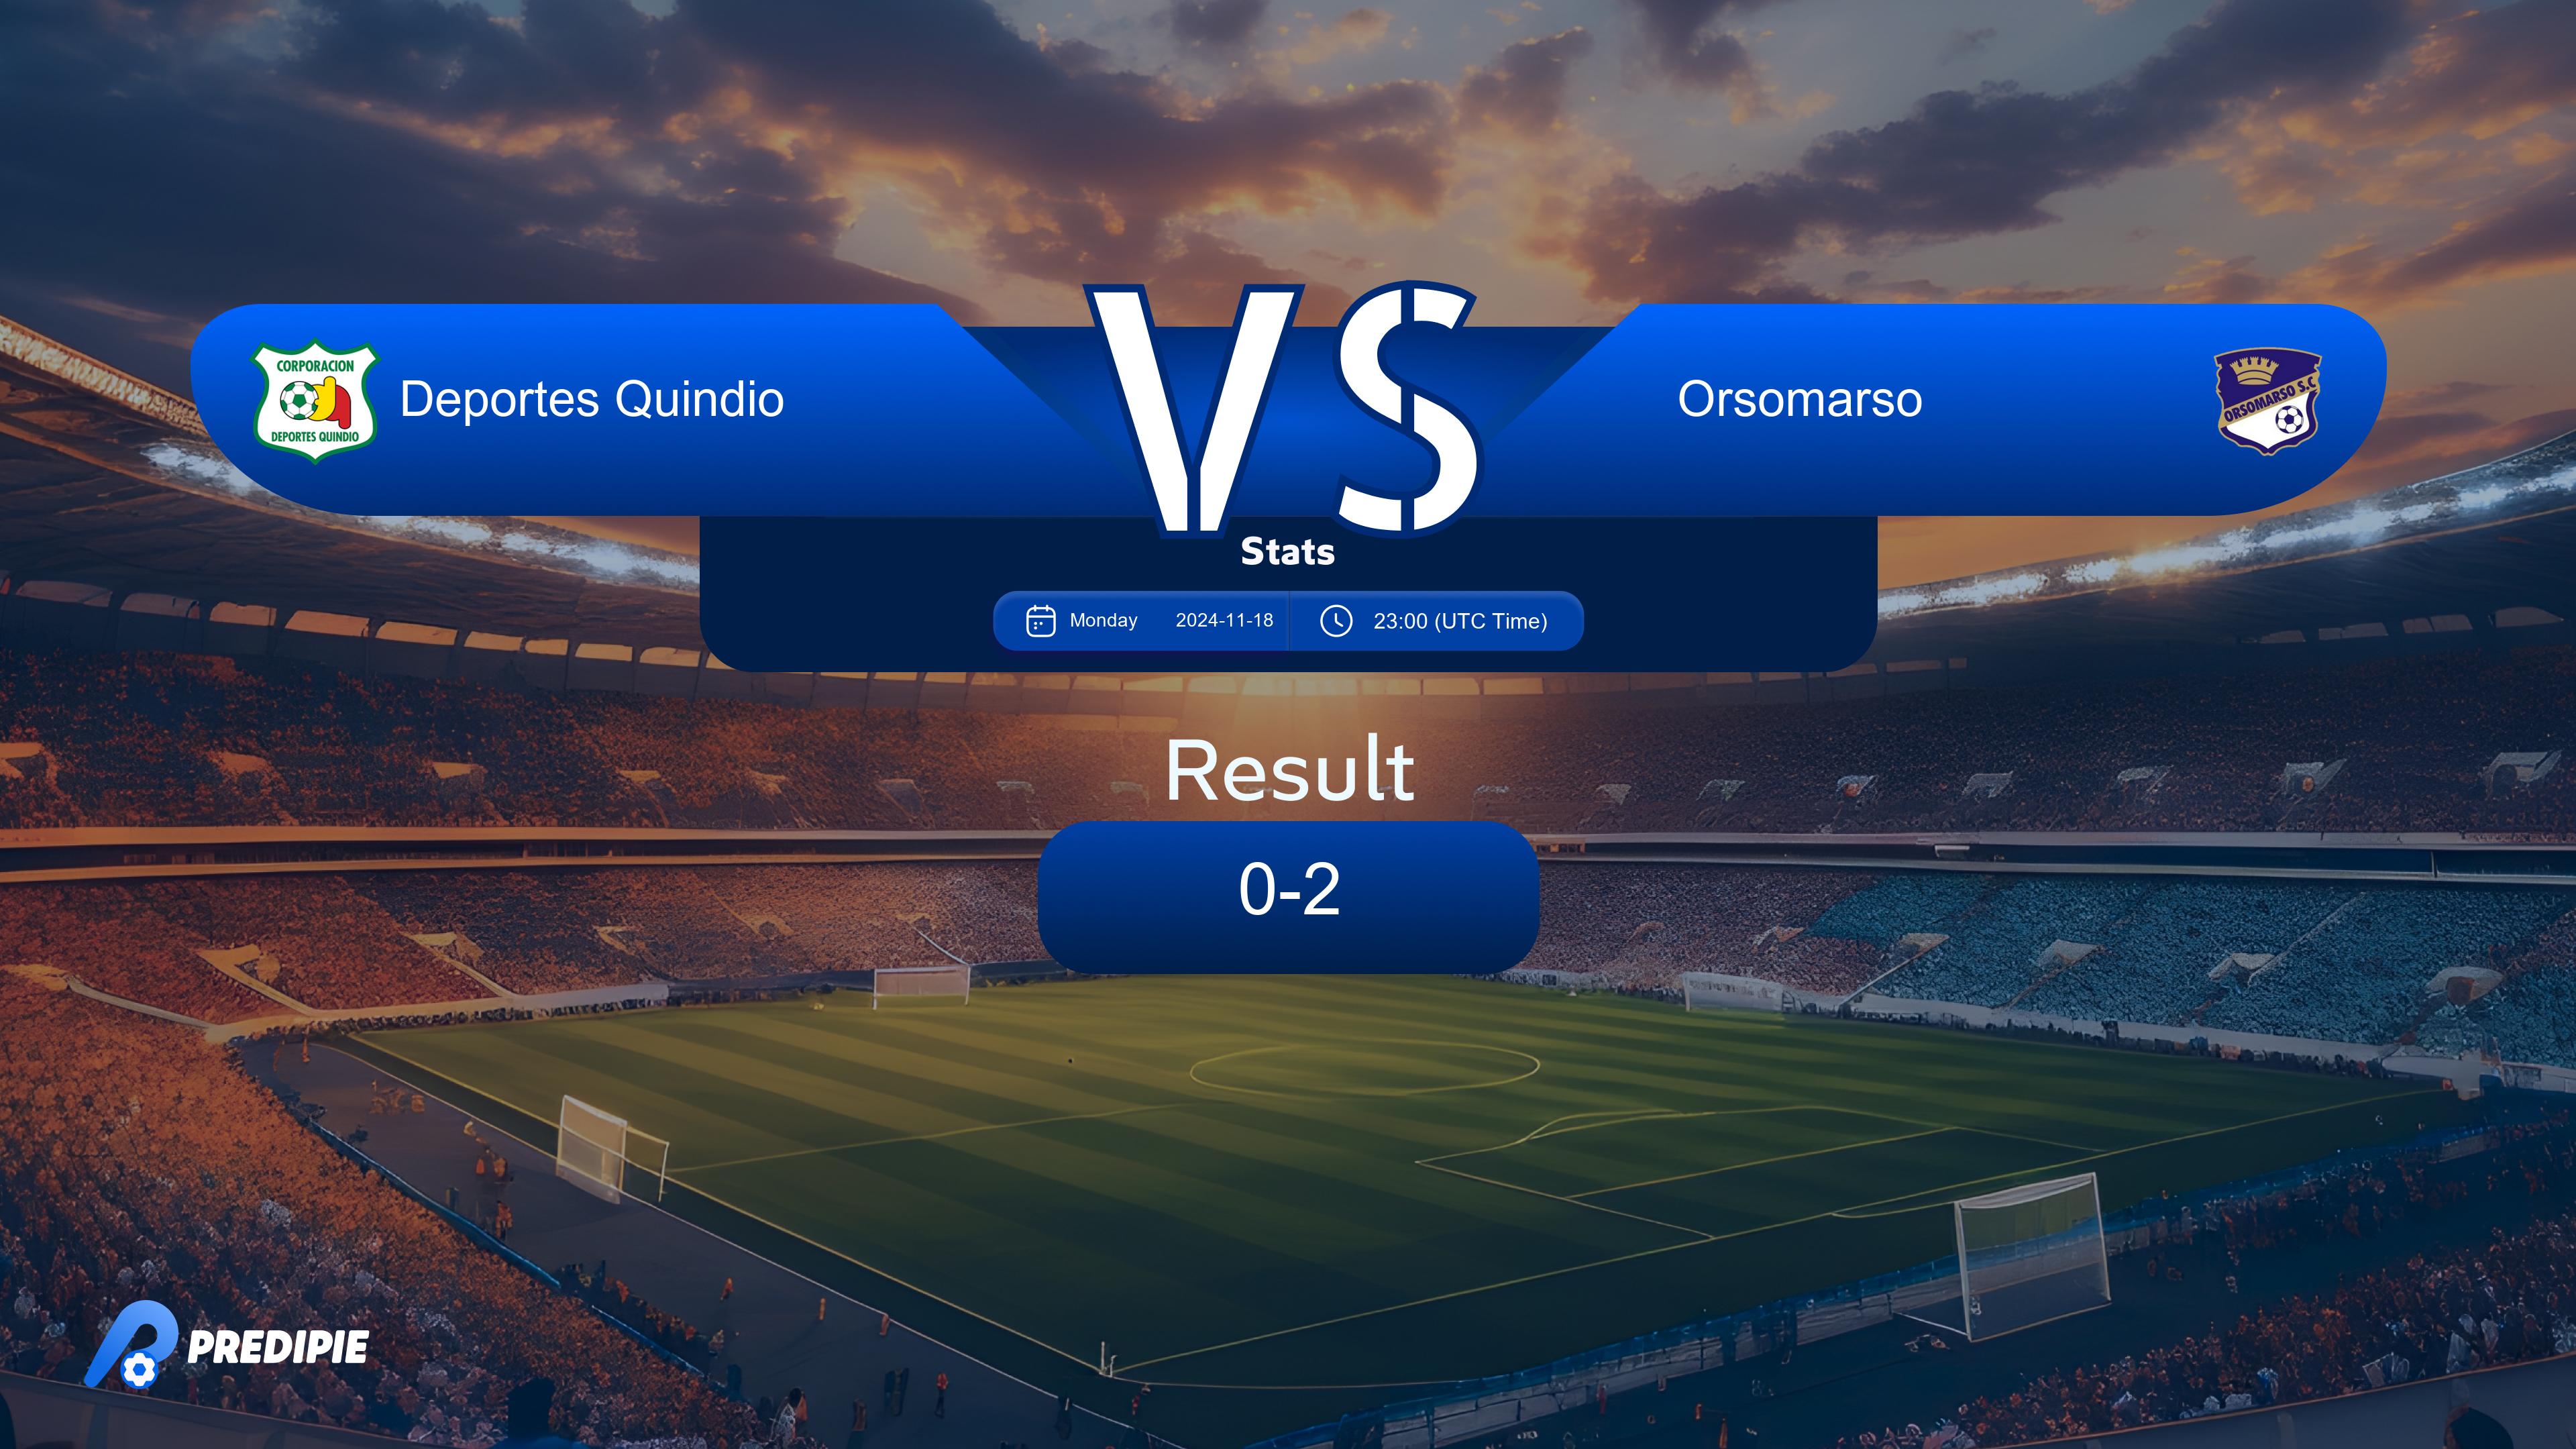 VS
CORPORACION
DEPORTES QUINDIO
Deportes Quindio
Orsomarso
ORSOMARSO S.C
Stats
Monday 2024-11-18 23:00 (UTC Time)
Result
0-2
PREDIPIE